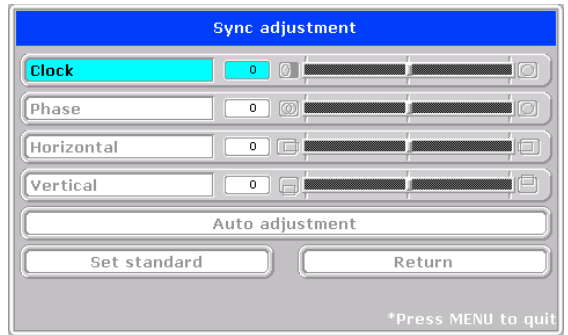 Sync adjustment
Clock 0
Phase 0
Horizontal 0
Vertical 0
Auto adjustment
Set standard Return
*Press MENU to quit